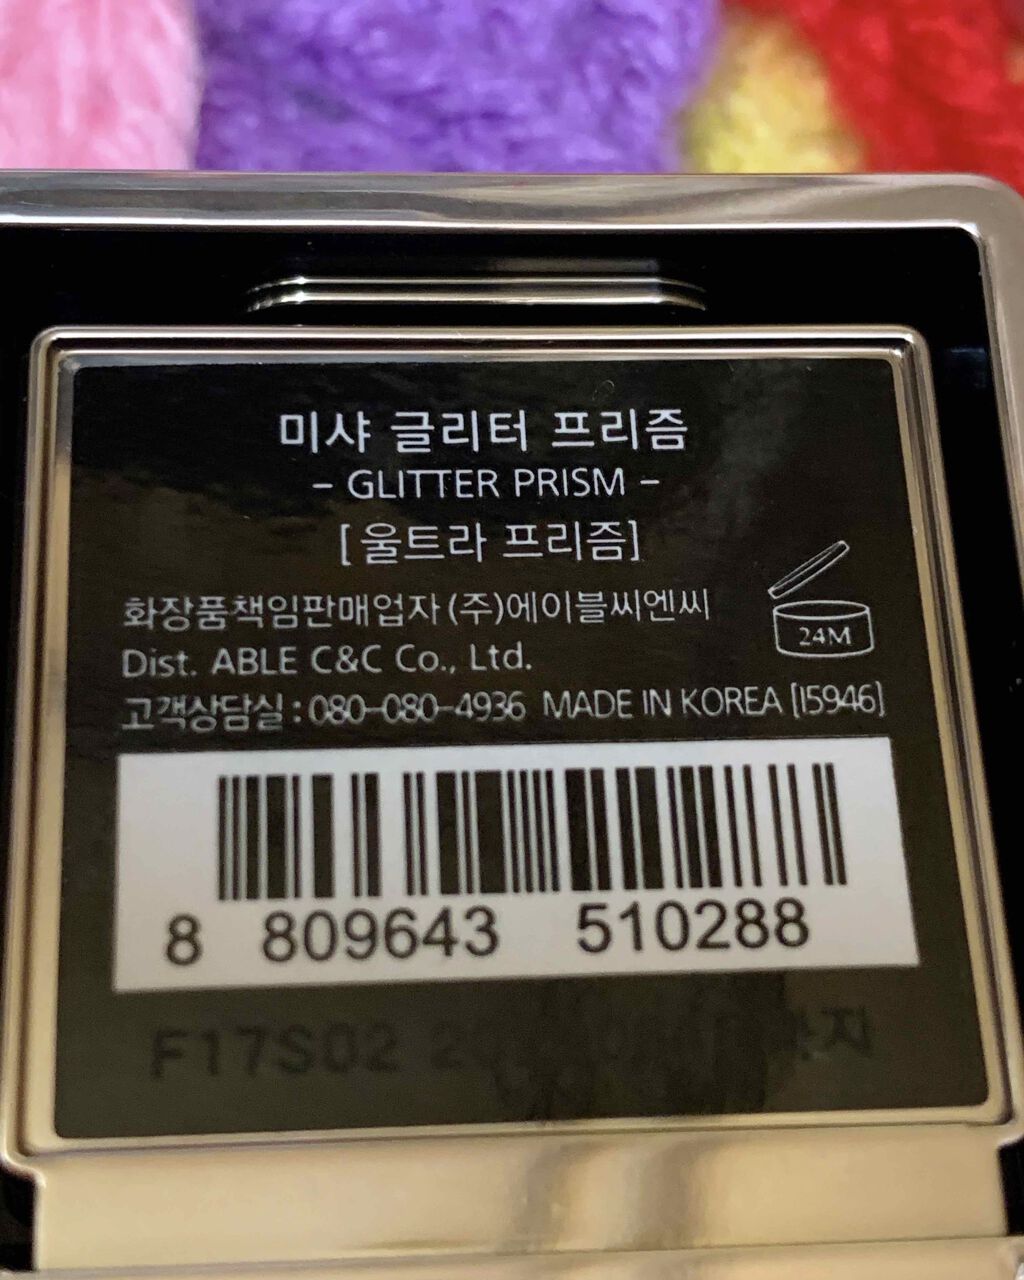 미샤 글리터 프리즘
– GLITTER PRISM –
[울트라 프리즘]
화장품책임판매업자 (주)에이블씨엔씨
Dist. ABLE C&C Co., Ltd.
24M
고객상담실 : 080-080-4936 MADE IN KOREA [15946]
8 809643 510288
F17S02